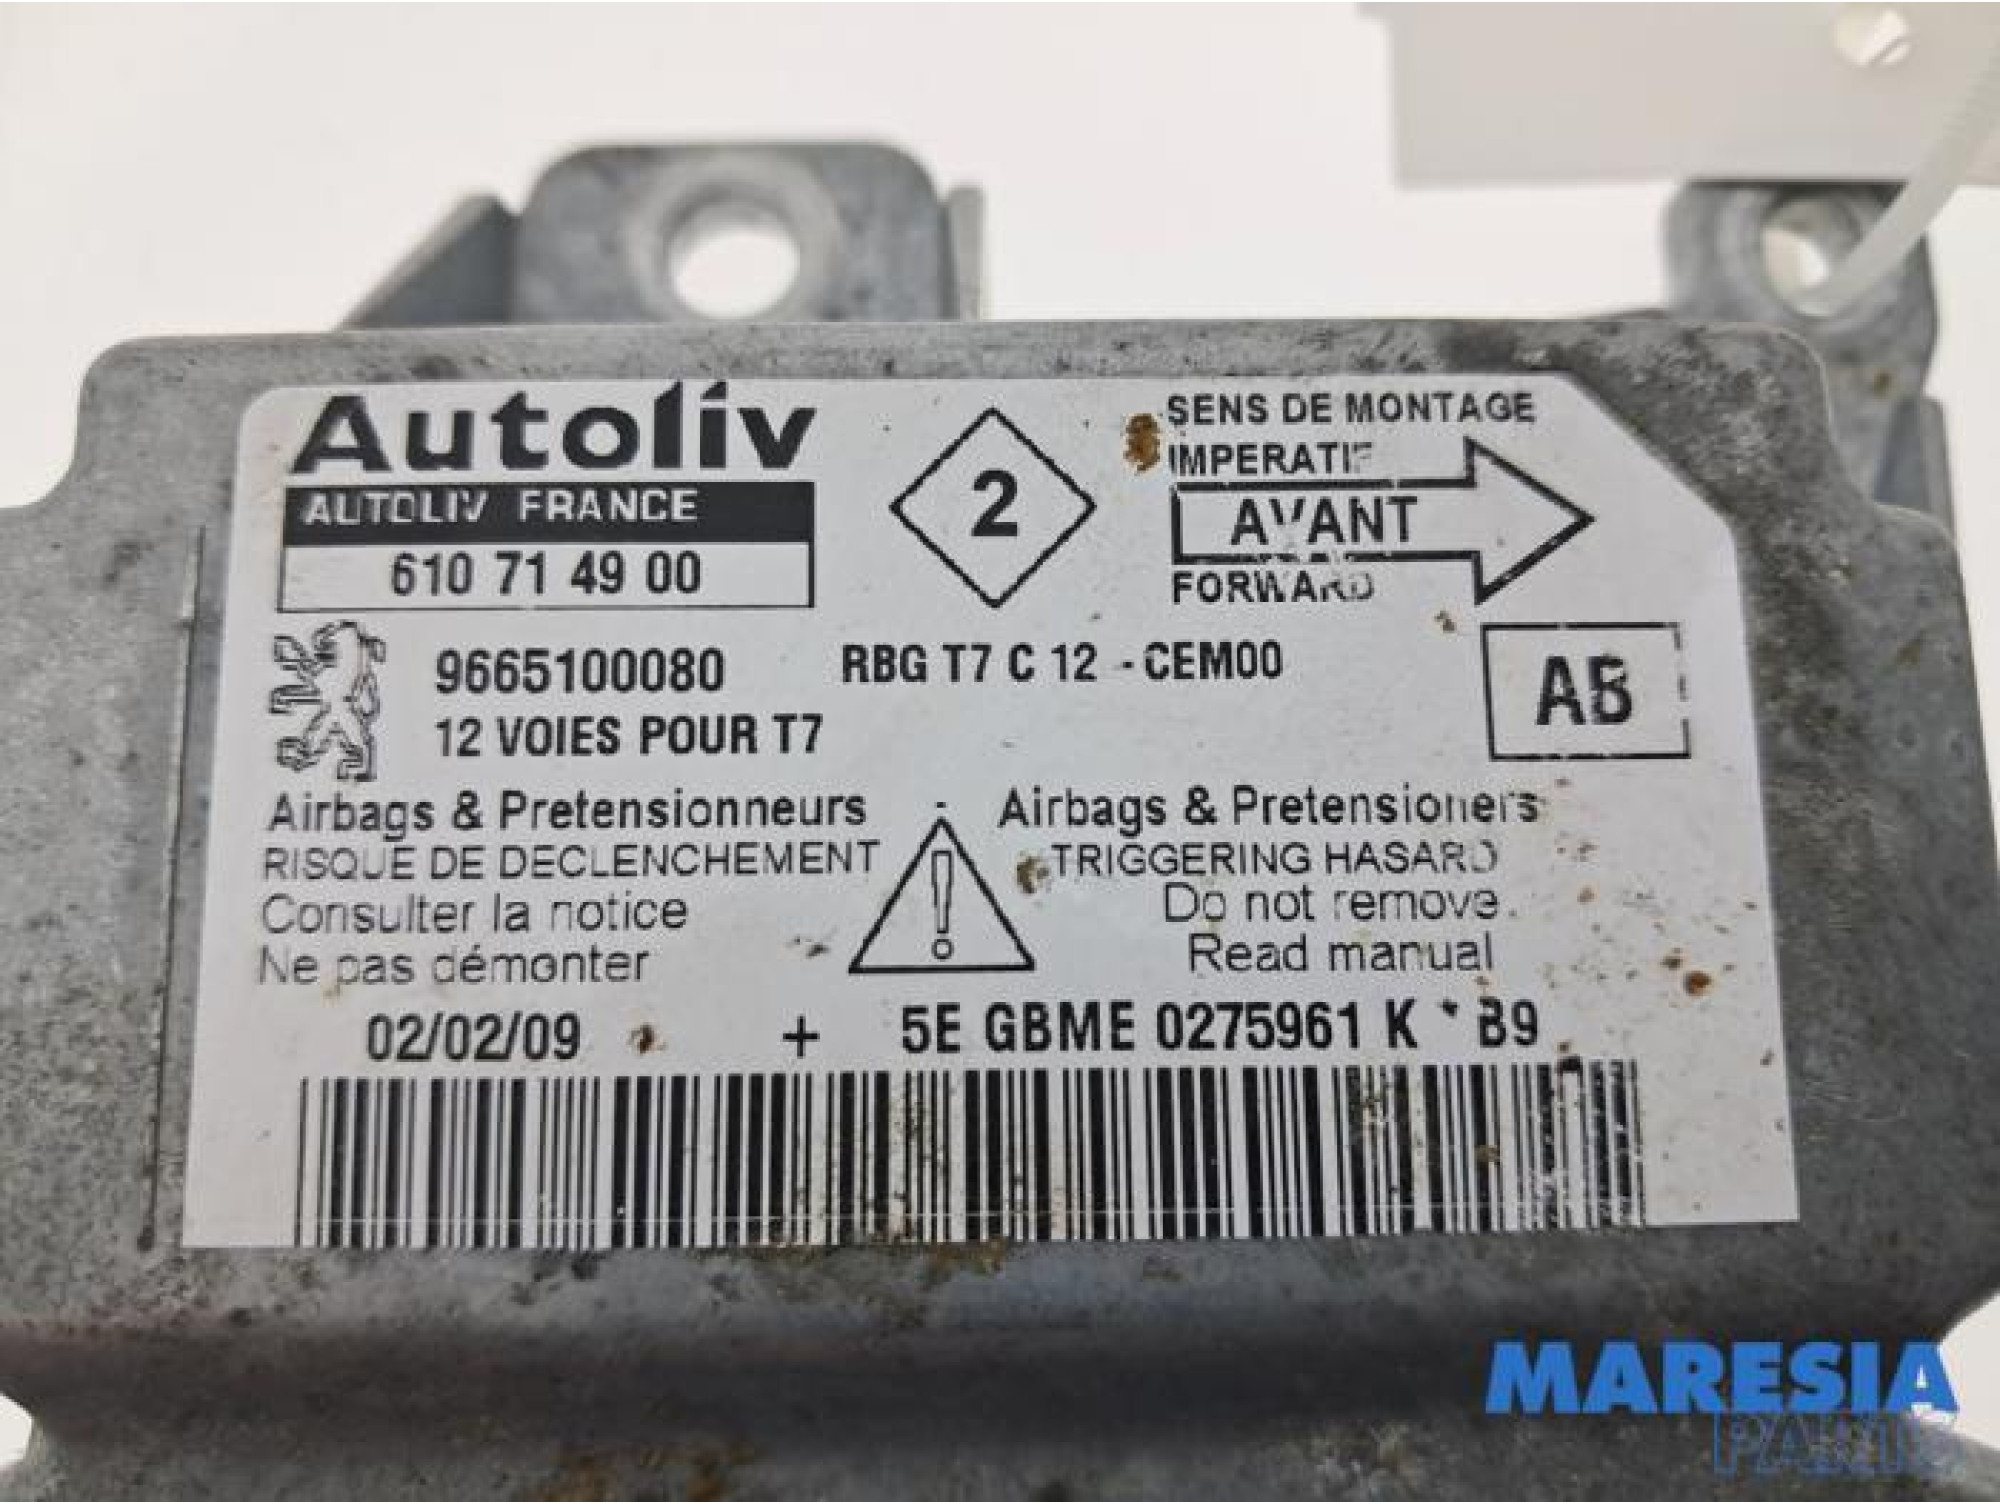 Autoliv
AUTOLIV FRANCE
610 71 49 00
2
SENS DE MONTAGE
IMPERATIF
AVANT
FORWARD
9665100080
RBG T7 C 12 - CEM00
12 VOIES POUR T7
AB
Airbags & Pretensionneurs
RISQUE DE DECLENCHEMENT
Consulter la notice
Ne pas démonter
Airbags & Pretensioners
TRIGGERING HASARD
Do not remove.
Read manual
02/02/09 + 5E GBME 0275961 K * B9
MARESIA
PARTS